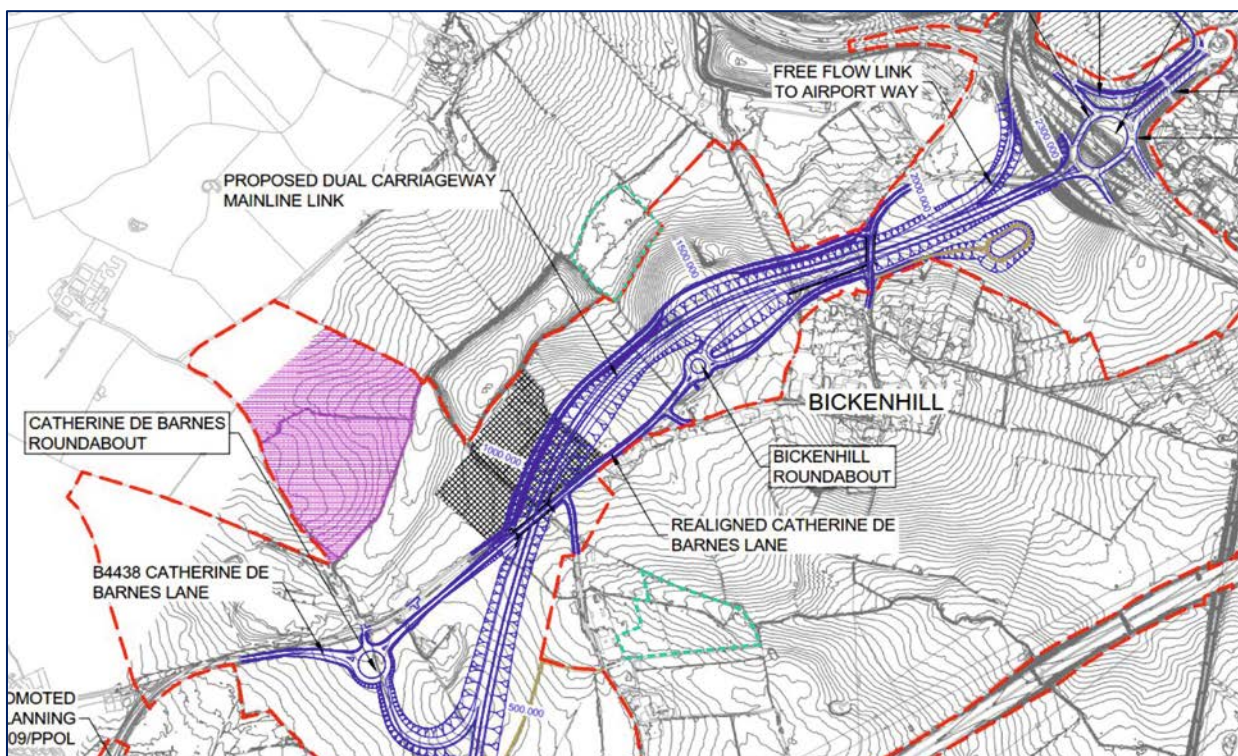 FREE FLOW LINK
TO AIRPORT WAY
2300.000
2000.000
PROPOSED DUAL CARRIAGEWAY
MAINLINE LINK
1500.000
CATHERINE DE BARNES
ROUNDABOUT
BICKENHILL
1000.000
BICKENHILL
ROUNDABOUT
REALIGNED CATHERINE DE
BARNES LANE
B4438 CATHERINE DE
BARNES LANE
500.000
OMOTED
LANNING
09/PPOL